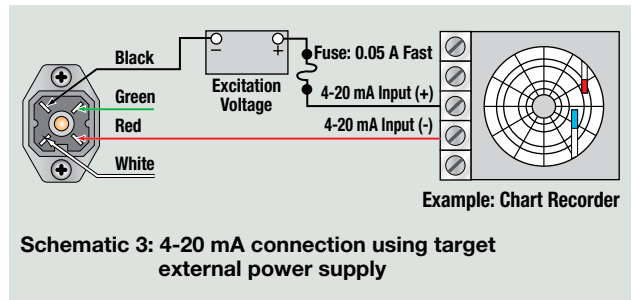 Black
− +
Fuse: 0.05 A Fast
Green
Excitation
Voltage
4-20 mA Input (+)
Red
4-20 mA Input (-)
White
Example: Chart Recorder
Schematic 3: 4-20 mA connection using target
external power supply